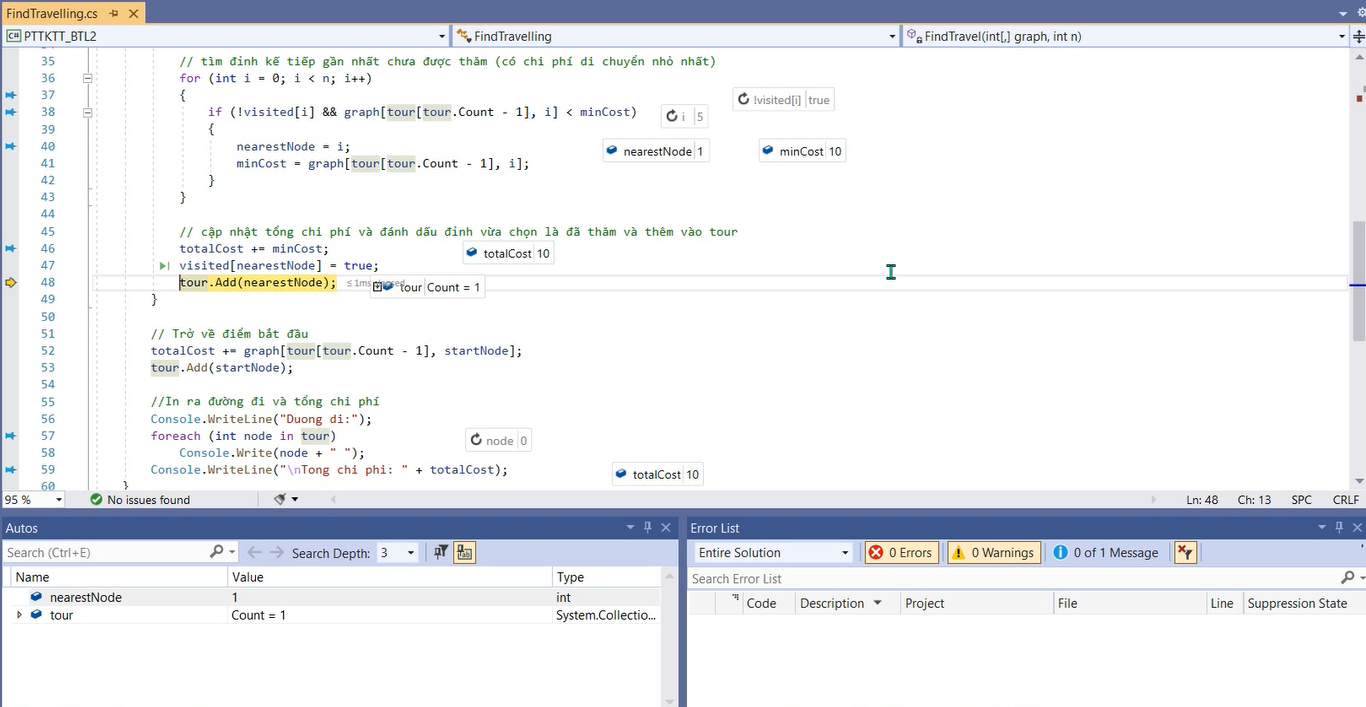 FindTravelling.cs
PTTKTT_BTL2 FindTravelling FindTravel(int[,] graph, int n)
35 // tìm đỉnh kế tiếp gần nhất chưa được thăm (có chi phí di chuyển nhỏ nhất)
36 for (int i = 0; i < n; i++)
37 { !visited[i] true
38 if (!visited[i] && graph[tour[tour.Count - 1], i] < minCost) i 5
39 {
40 nearestNode = i; nearestNode 1 minCost 10
41 minCost = graph[tour[tour.Count - 1], i];
42 }
43 }
44
45 // cập nhật tổng chi phí và đánh dấu đỉnh vừa chọn là đã thăm và thêm vào tour
46 totalCost += minCost; totalCost 10
47 visited[nearestNode] = true;
48 tour.Add(nearestNode); ≤ 1ms elapsed tour Count = 1
49 }
50
51 // Trở về điểm bắt đầu
52 totalCost += graph[tour[tour.Count - 1], startNode];
53 tour.Add(startNode);
54
55 //In ra đường đi và tổng chi phí
56 Console.WriteLine("Duong di:");
57 foreach (int node in tour) node 0
58 Console.Write(node + " ");
59 Console.WriteLine("\nTong chi phi: " + totalCost); totalCost 10
60 }
95 % No issues found Ln: 48 Ch: 13 SPC CRLF
Autos
Search (Ctrl+E) Search Depth: 3
Name Value Type
nearestNode 1 int
tour Count = 1 System.Collectio...
Error List
Entire Solution 0 Errors 0 Warnings 0 of 1 Message
Search Error List
Code Description Project File Line Suppression State